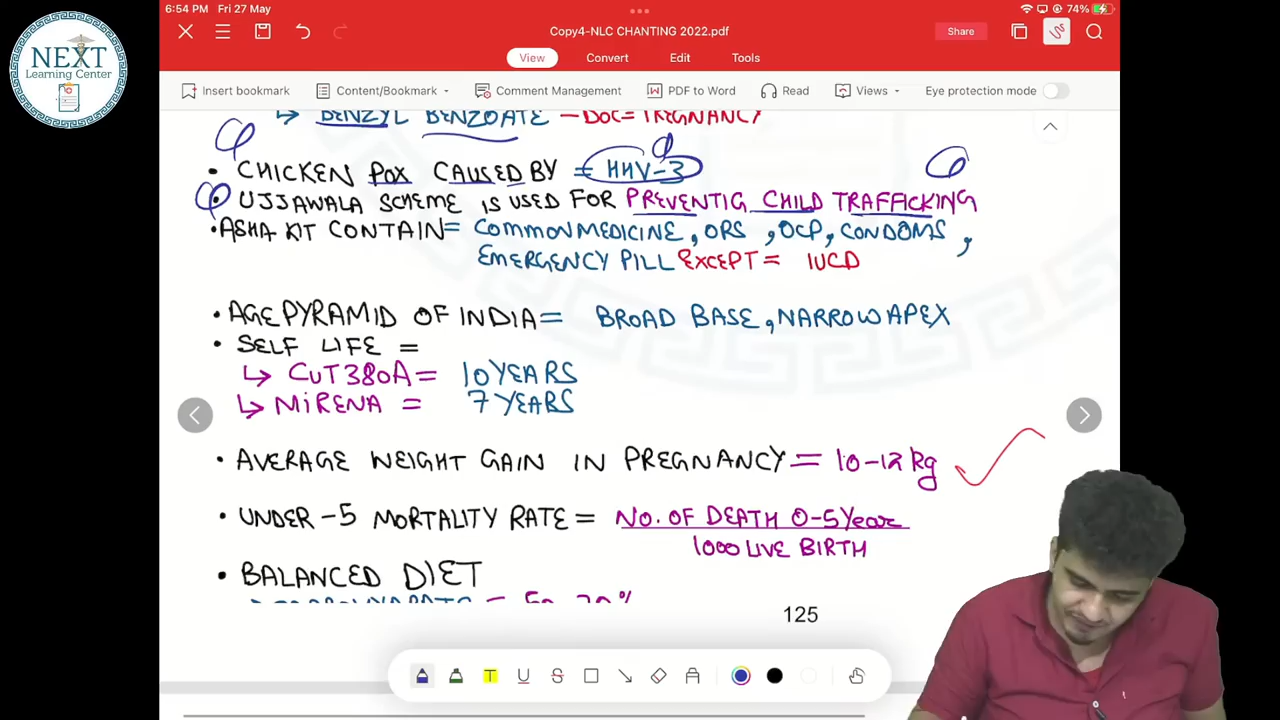 6:54 PM Fri 27 May
74%
NEXT
Learning Center
Copy4-NLC CHANTING 2022.pdf
Share
View Convert Edit Tools
Insert bookmark Content/Bookmark Comment Management PDF to Word Read Views Eye protection mode
↳ BENZYL BENZOATE - DOC= PREGNANCY
• CHICKEN POX CAUSED BY = HHV-3
• UJJAWALA SCHEME IS USED FOR PREVENTIG CHILD TRAFFICKING
• ASHA KIT CONTAIN= COMMON MEDICINE, ORS, OCP, CONDOMS,
EMERGENCY PILL EXCEPT = IUCD
• AGE PYRAMID OF INDIA= BROAD BASE, NARROW APEX
• SELF LIFE =
↳ CUT380A= 10 YEARS
↳ MIRENA = 7 YEARS
• AVERAGE WEIGHT GAIN IN PREGNANCY = 10-12 kg
• UNDER-5 MORTALITY RATE = NO. OF DEATH 0-5 Year
1000 LIVE BIRTH
• BALANCED DIET
125